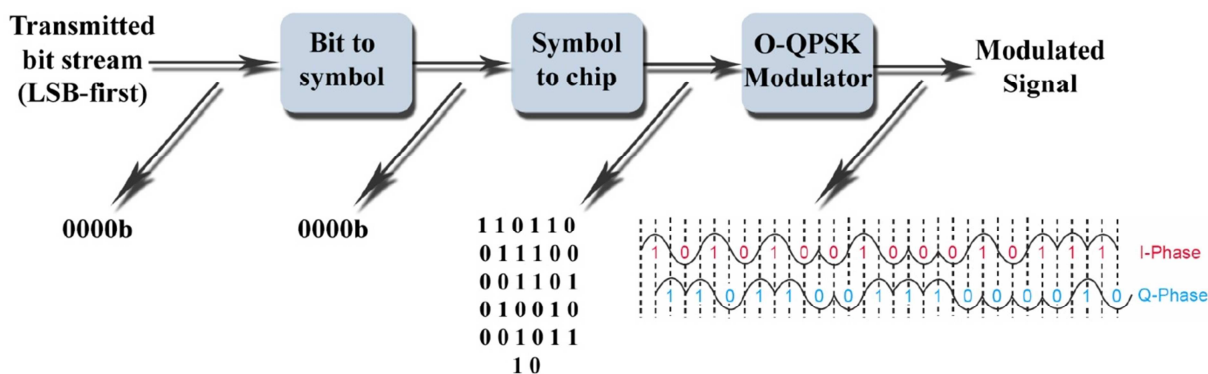 Transmitted
bit stream
(LSB-first)
Bit to
symbol
Symbol
to chip
O-QPSK
Modulator
Modulated
Signal
0000b
0000b
1 1 0 1 1 0
0 1 1 1 0 0
0 0 1 1 0 1
0 1 0 0 1 0
0 0 1 0 1 1
1 0
1 0 1 0 1 0 0 1 0 0 0 1 0 1 1 1 I-Phase
1 1 0 1 1 0 0 1 1 1 0 0 0 0 1 0 Q-Phase